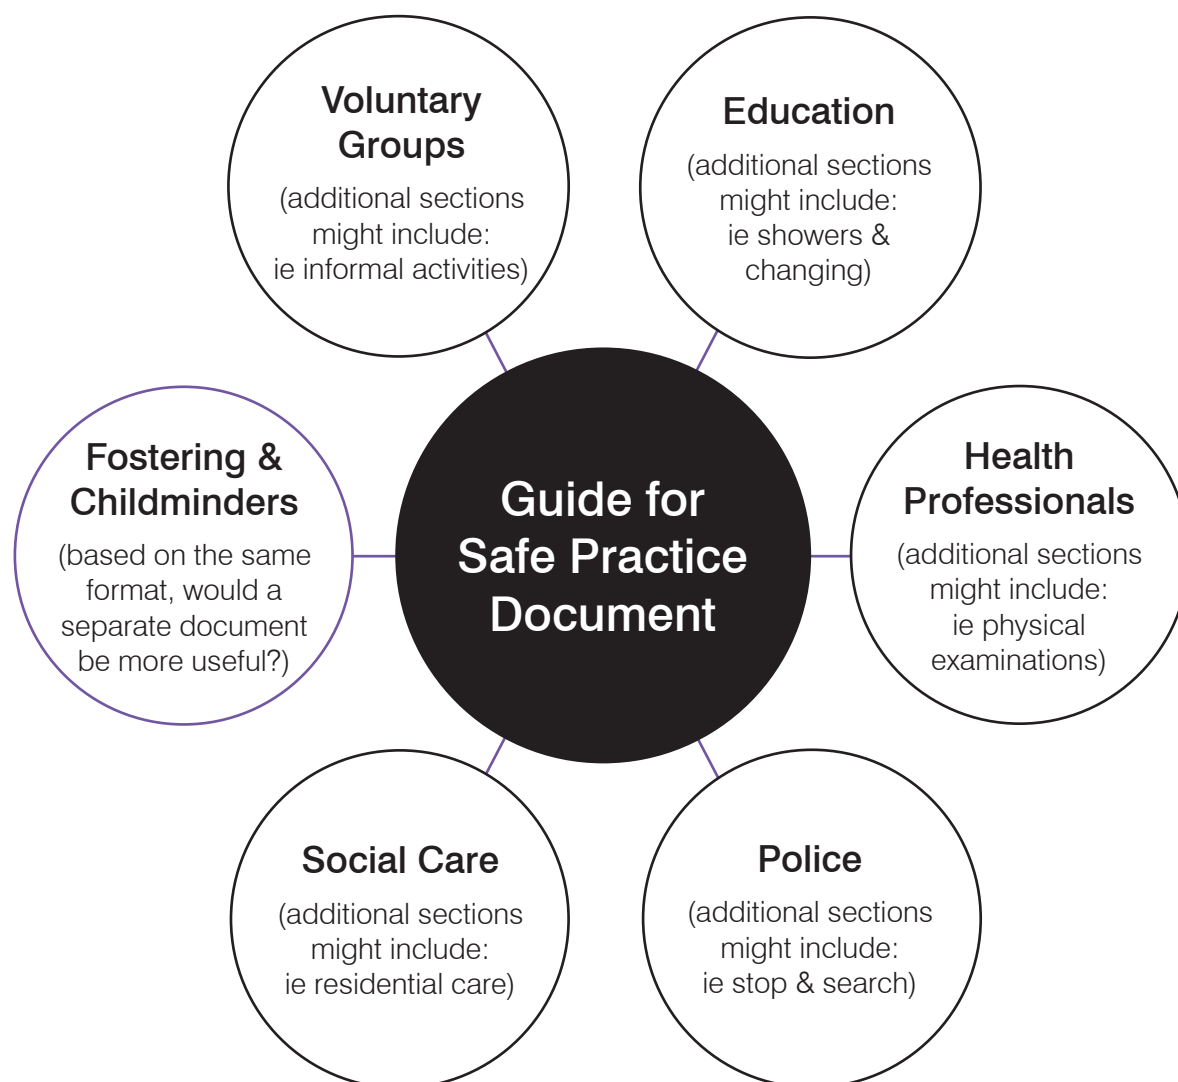 Voluntary
Groups
(additional sections
might include:
ie informal activities)
Education
(additional sections
might include:
ie showers &
changing)
Fostering &
Childminders
(based on the same
format, would a
separate document
be more useful?)
Guide for
Safe Practice
Document
Health
Professionals
(additional sections
might include:
ie physical
examinations)
Social Care
(additional sections
might include:
ie residential care)
Police
(additional sections
might include:
ie stop & search)